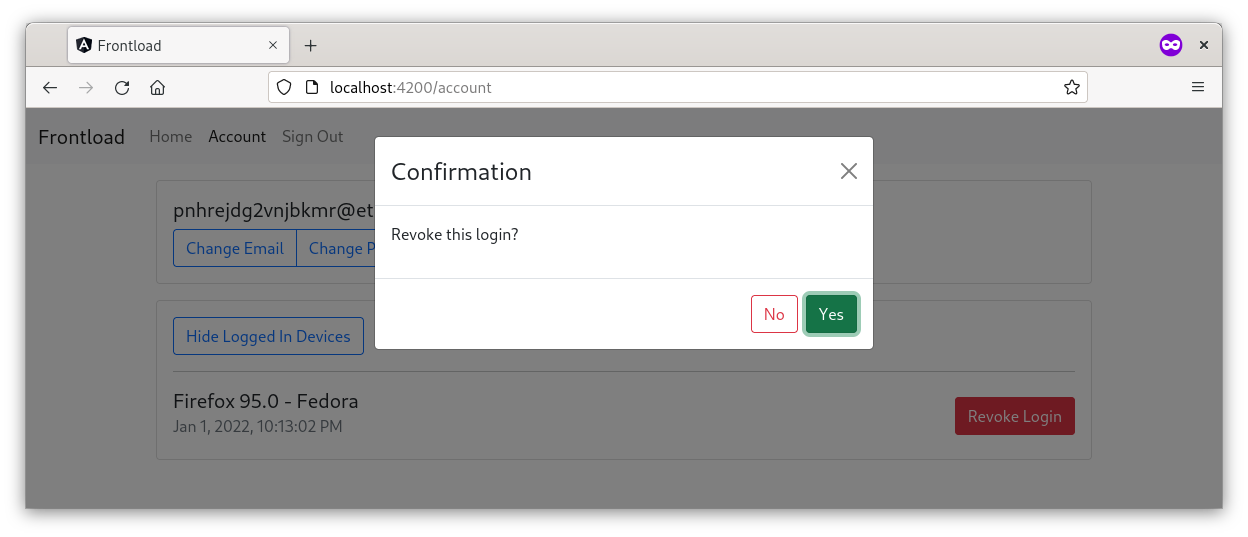 Frontload
localhost:4200/account
Frontload Home Account Sign Out
Confirmation
Revoke this login?
No Yes
pnhrejdg2vnjbkmr@et
Change Email Change P
Hide Logged In Devices
Firefox 95.0 - Fedora
Jan 1, 2022, 10:13:02 PM
Revoke Login